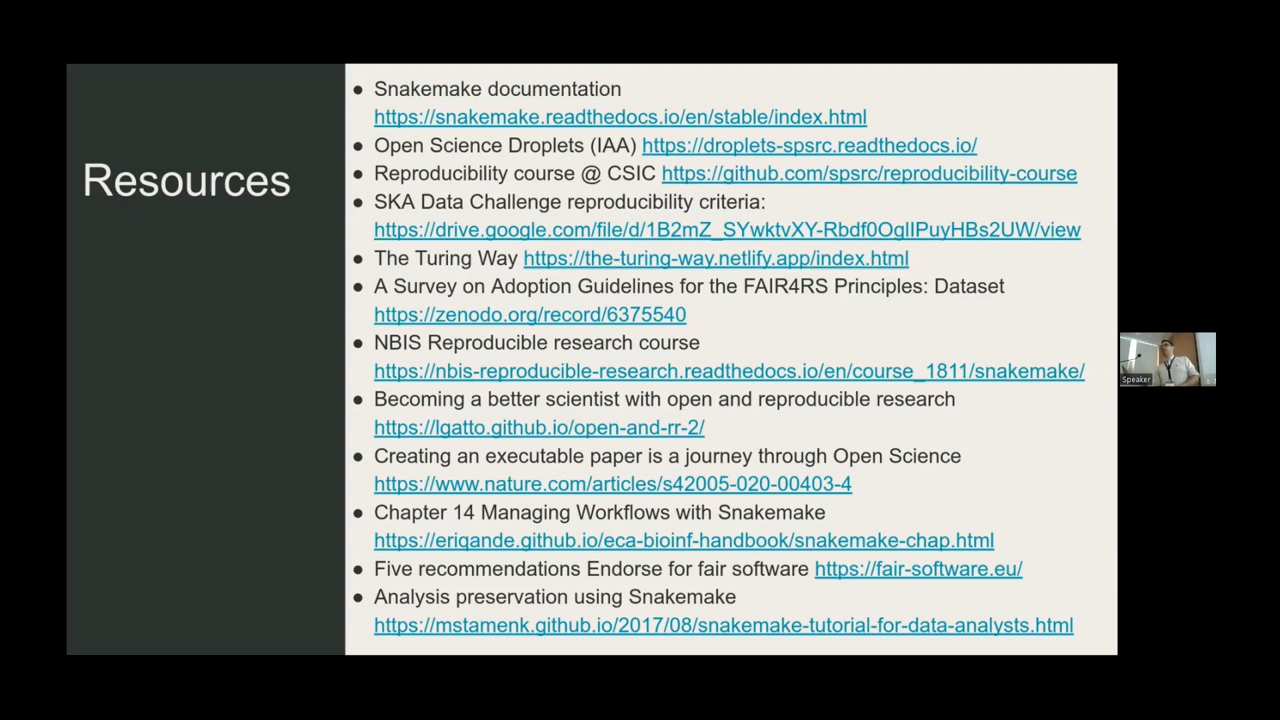 Resources
● Snakemake documentation
https://snakemake.readthedocs.io/en/stable/index.html
● Open Science Droplets (IAA) https://droplets-spsrc.readthedocs.io/
● Reproducibility course @ CSIC https://github.com/spsrc/reproducibility-course
● SKA Data Challenge reproducibility criteria:
https://drive.google.com/file/d/1B2mZ_SYwktvXY-Rbdf0OglIPuyHBs2UW/view
● The Turing Way https://the-turing-way.netlify.app/index.html
● A Survey on Adoption Guidelines for the FAIR4RS Principles: Dataset
https://zenodo.org/record/6375540
● NBIS Reproducible research course
https://nbis-reproducible-research.readthedocs.io/en/course_1811/snakemake/
● Becoming a better scientist with open and reproducible research
https://lgatto.github.io/open-and-rr-2/
● Creating an executable paper is a journey through Open Science
https://www.nature.com/articles/s42005-020-00403-4
● Chapter 14 Managing Workflows with Snakemake
https://eriqande.github.io/eca-bioinf-handbook/snakemake-chap.html
● Five recommendations Endorse for fair software https://fair-software.eu/
● Analysis preservation using Snakemake
https://mstamenk.github.io/2017/08/snakemake-tutorial-for-data-analysts.html
Speaker